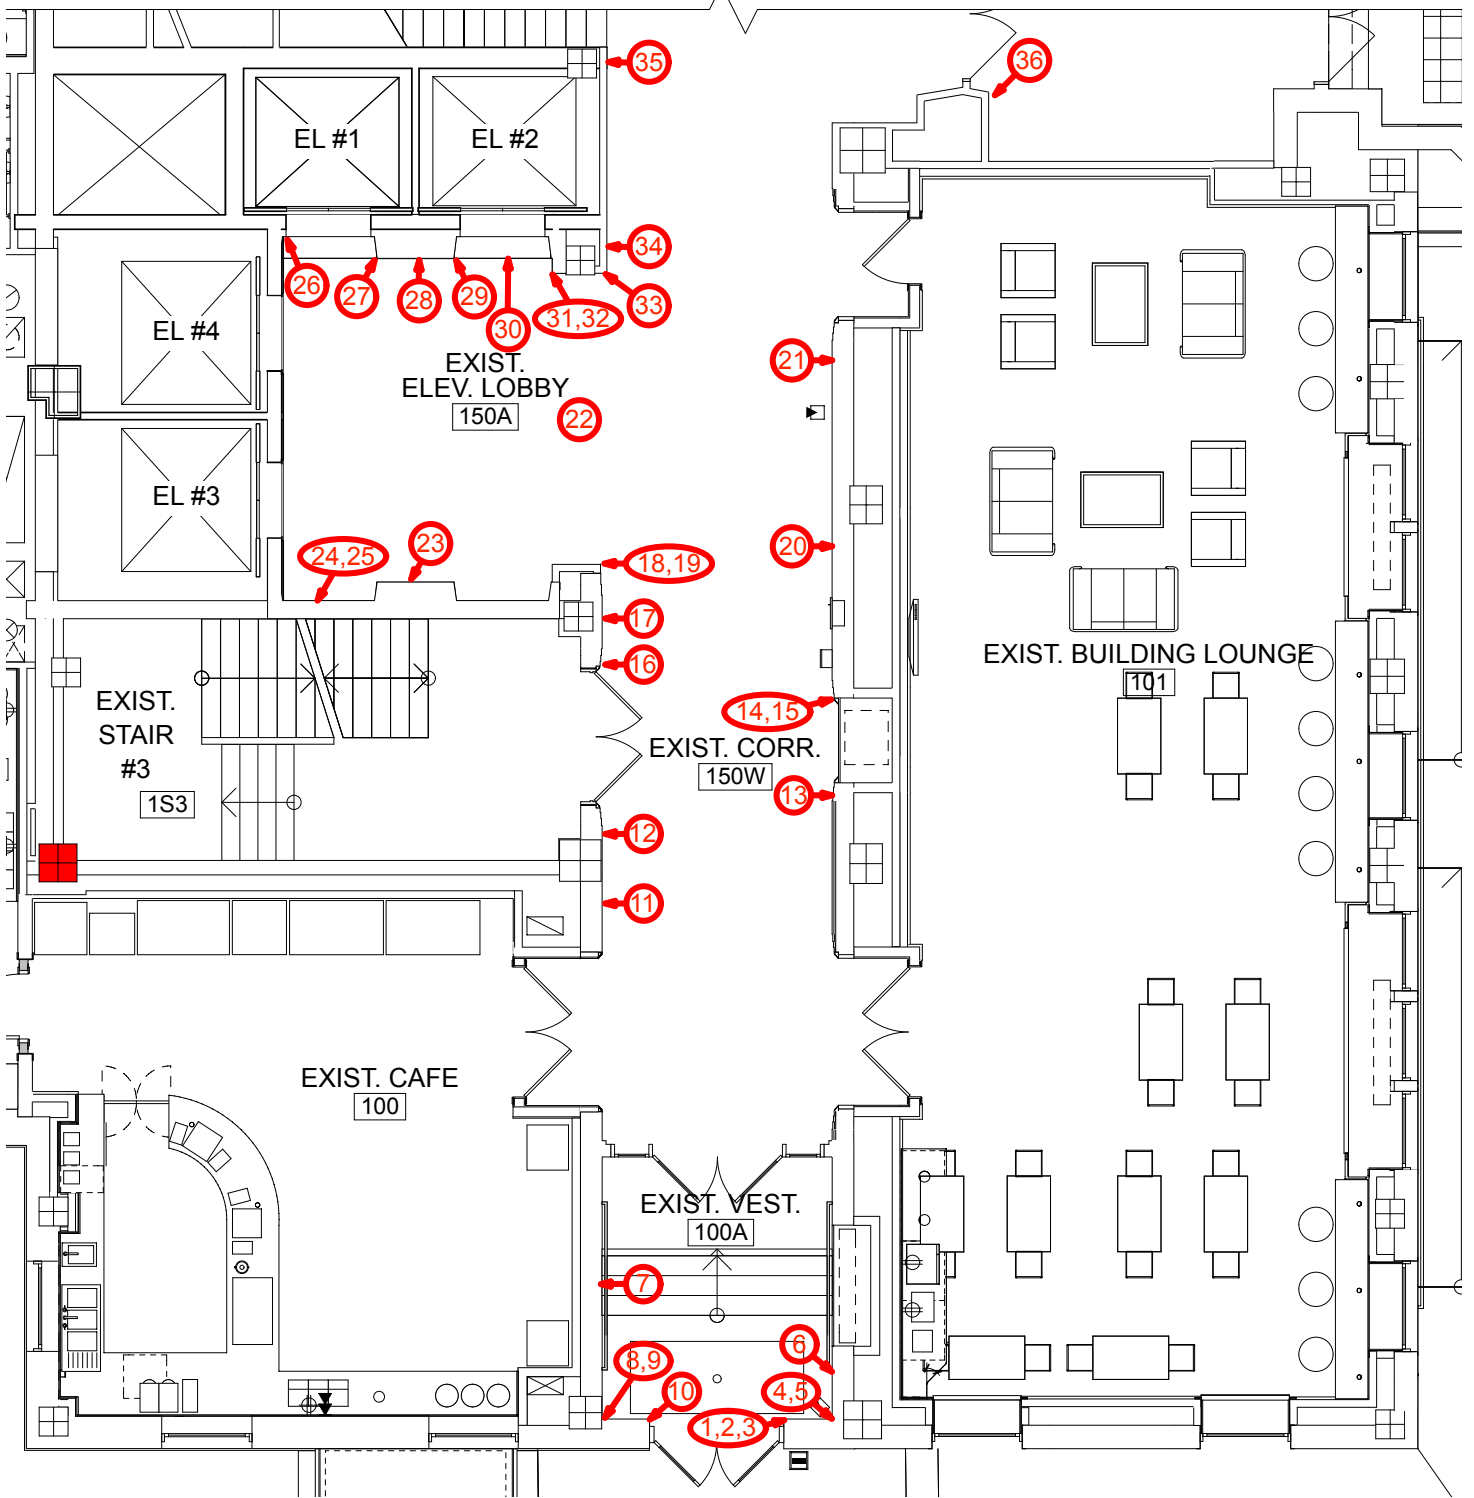 35
36
EL #1
EL #2
34
26
27
28
29
30
31,32
33
EL #4
EXIST.
ELEV. LOBBY
150A
21
22
EL #3
24,25
23
18,19
20
17
16
EXIST. BUILDING LOUNGE
101
EXIST.
STAIR
#3
1S3
14,15
EXIST. CORR.
150W
13
12
11
EXIST. CAFE
100
EXIST. VEST.
100A
7
6
8,9
10
4,5
1,2,3